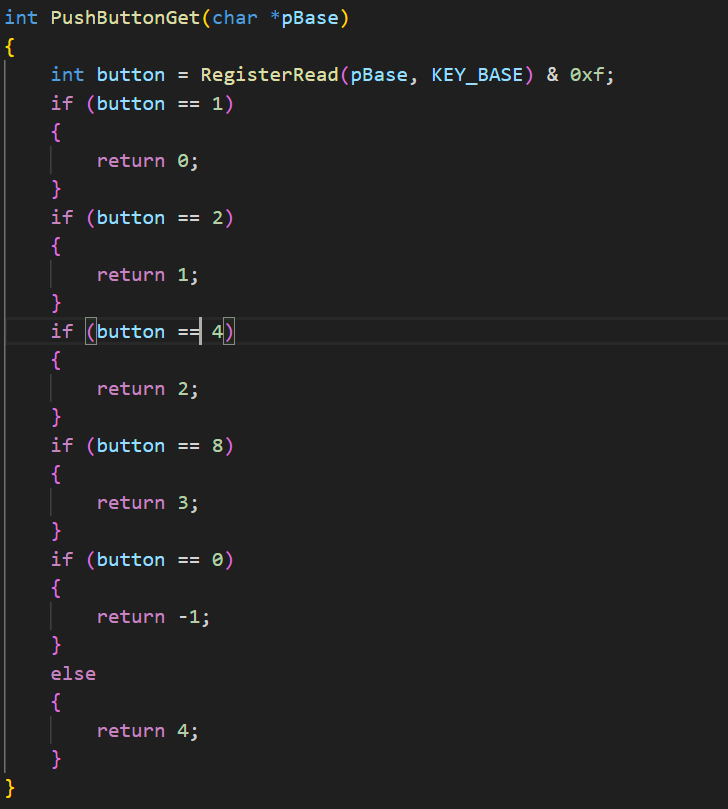 int PushButtonGet(char *pBase)
{
    int button = RegisterRead(pBase, KEY_BASE) & 0xf;
    if (button == 1)
    {
        return 0;
    }
    if (button == 2)
    {
        return 1;
    }
    if (button == 4)
    {
        return 2;
    }
    if (button == 8)
    {
        return 3;
    }
    if (button == 0)
    {
        return -1;
    }
    else
    {
        return 4;
    }
}